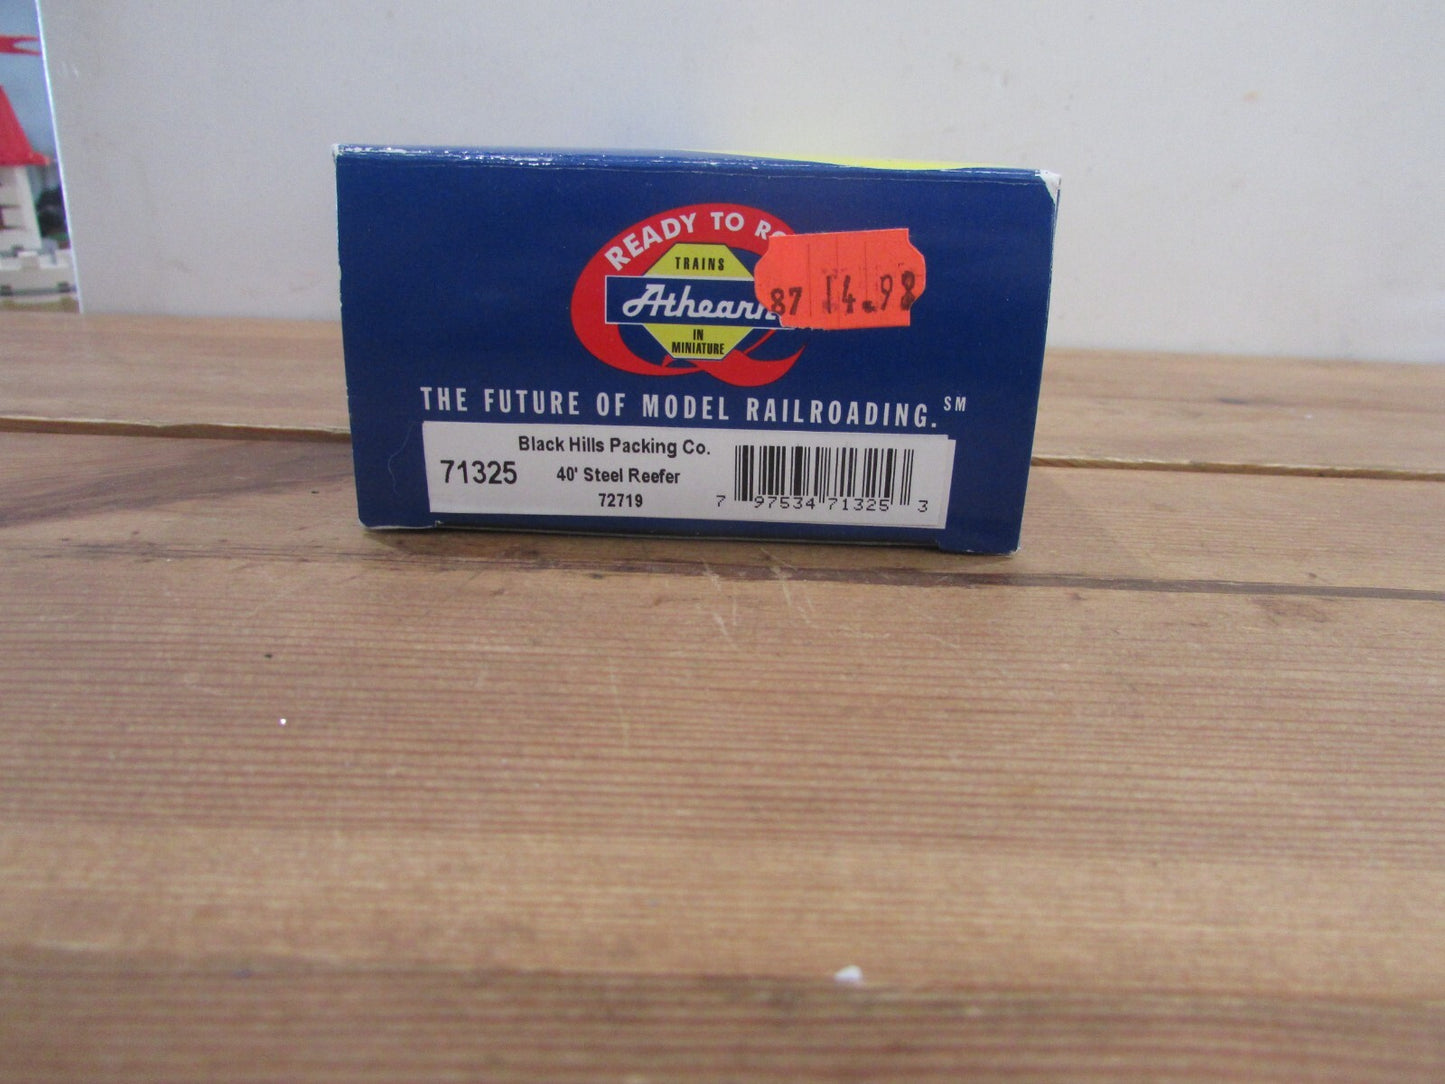 READY TO
TRAINS
Athearn
IN
MINIATURE
87 14.98
THE FUTURE OF MODEL RAILROADING.℠
Black Hills Packing Co.
71325
40' Steel Reefer
72719
7 97534 71325 3